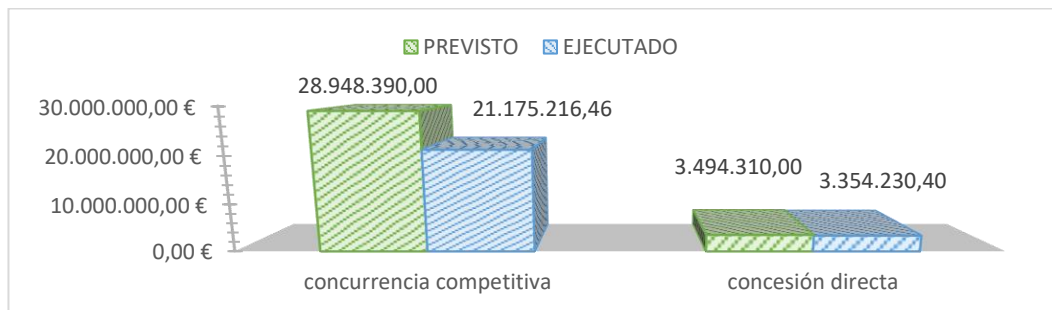 PREVISTO EJECUTADO
28.948.390,00
21.175.216,46
3.494.310,00
3.354.230,40
30.000.000,00 €
20.000.000,00 €
10.000.000,00 €
0,00 €
concurrencia competitiva
concesión directa